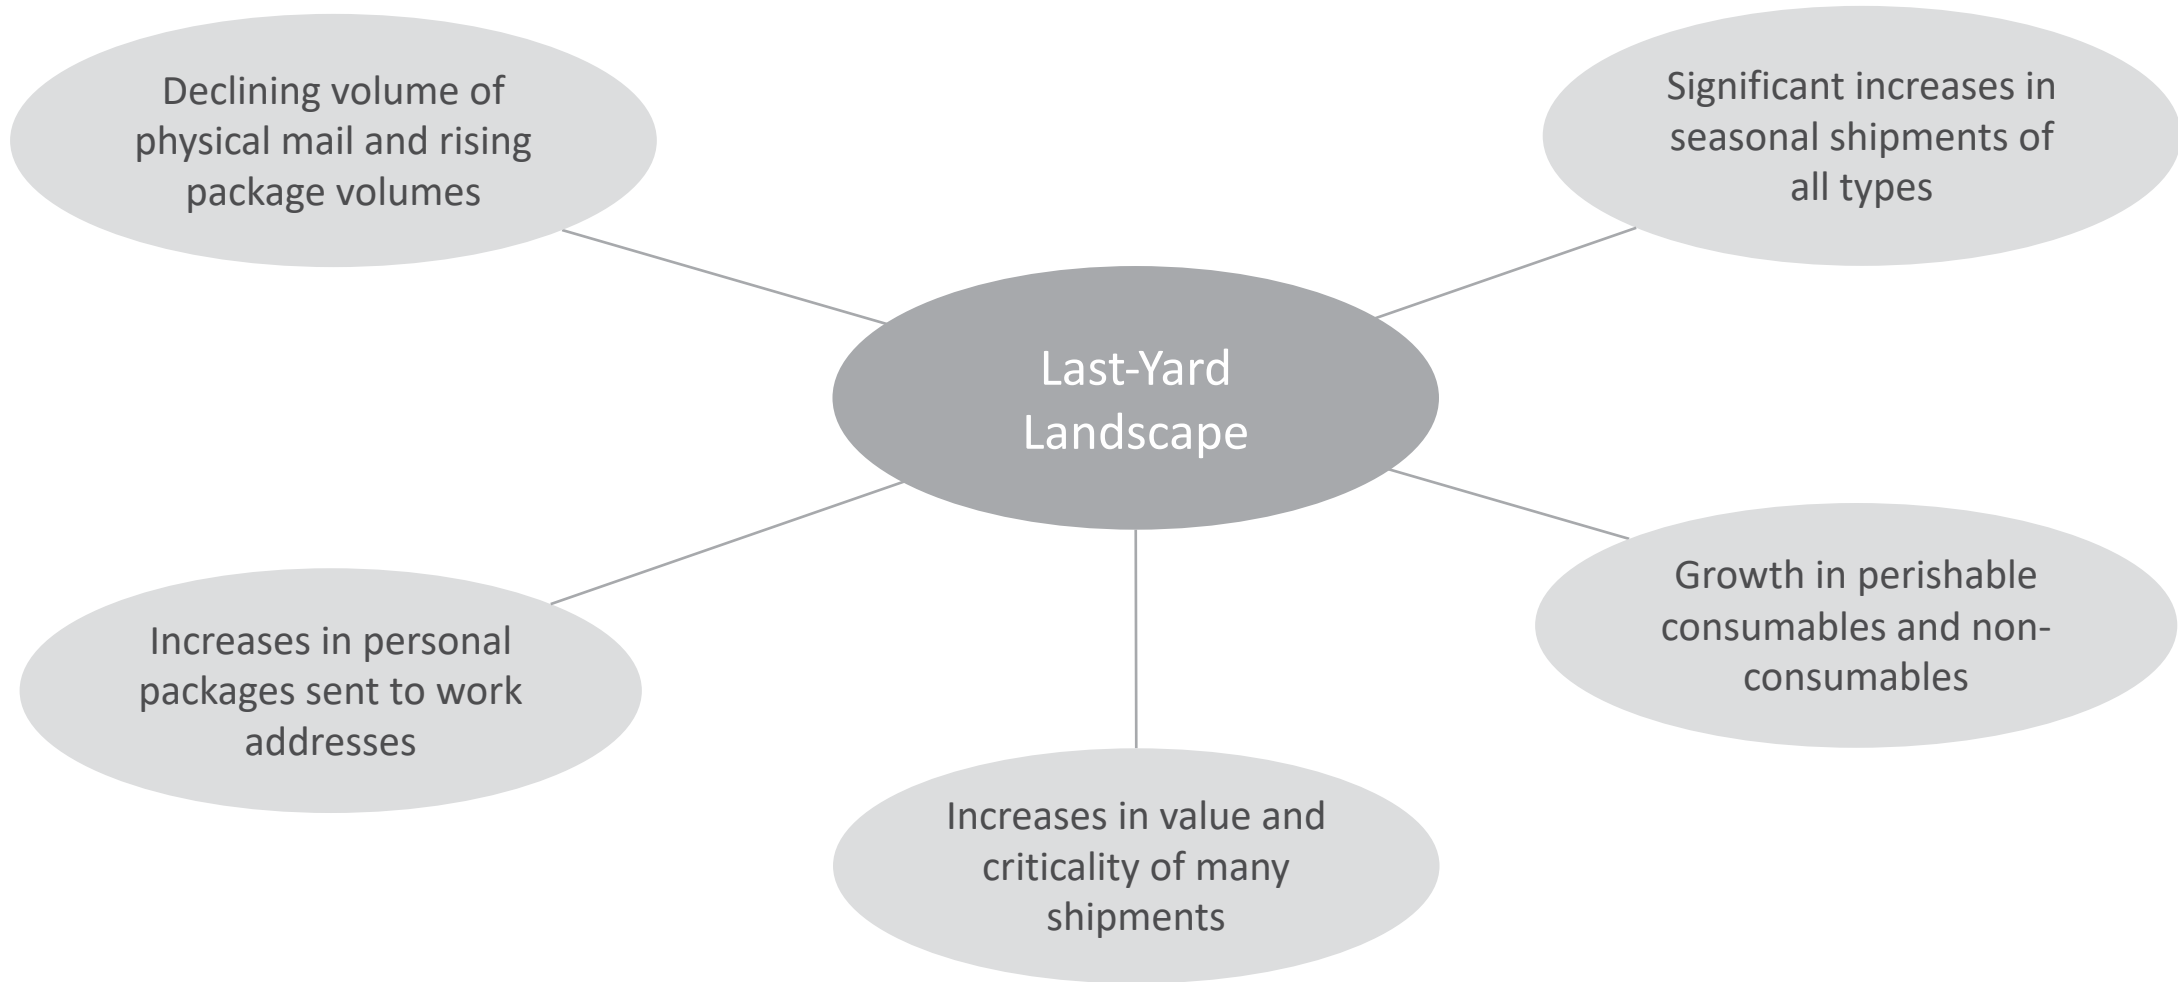 Declining volume of
physical mail and rising
package volumes
Significant increases in
seasonal shipments of
all types
Last-Yard
Landscape
Increases in personal
packages sent to work
addresses
Growth in perishable
consumables and non-
consumables
Increases in value and
criticality of many
shipments